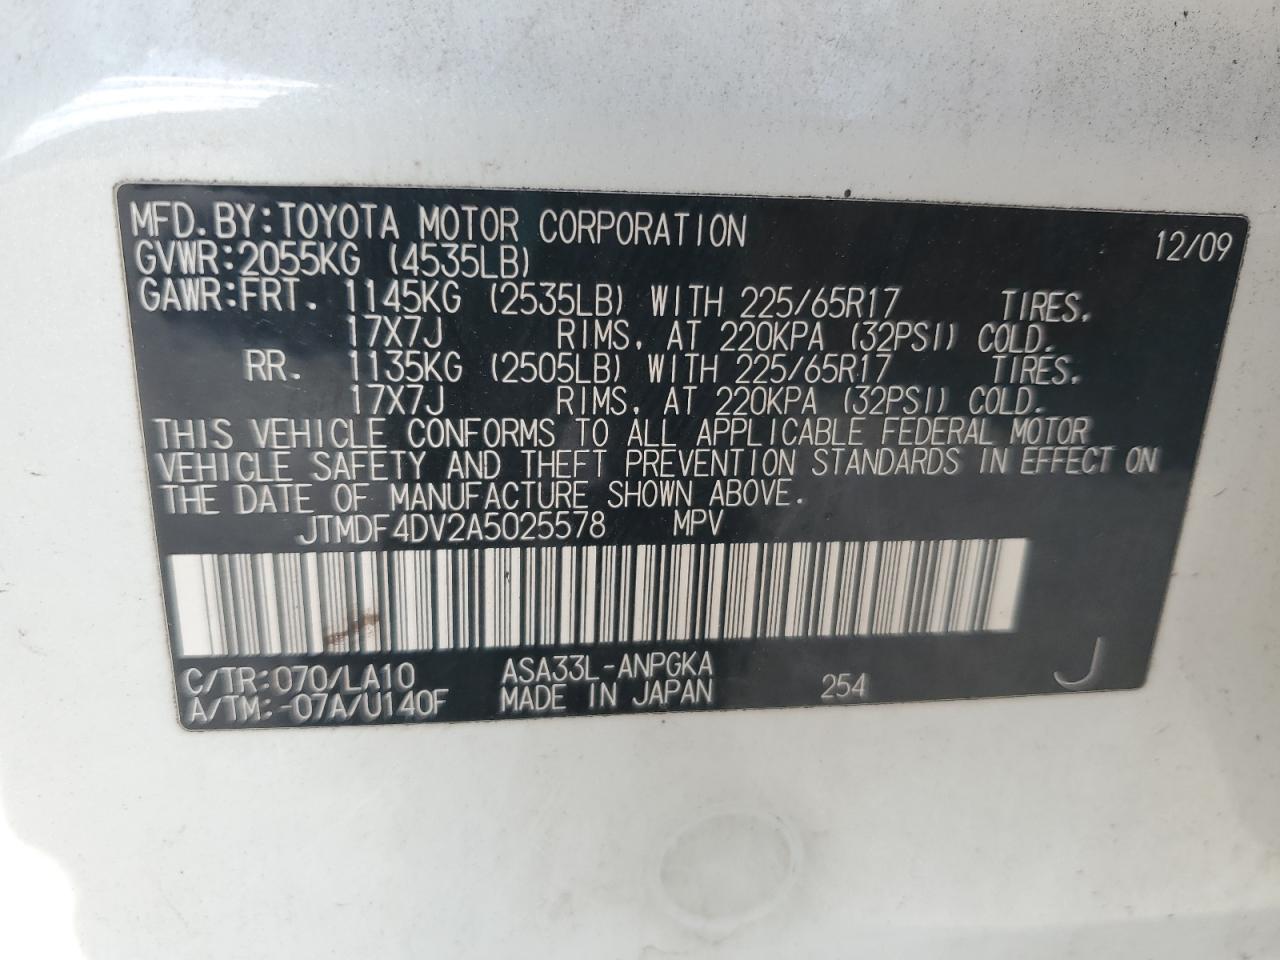 MFD.BY:TOYOTA MOTOR CORPORATION 12/09
GVWR:2055KG (4535LB)
GAWR:FRT. 1145KG (2535LB) WITH 225/65R17 TIRES,
17X7J RIMS, AT 220KPA (32PSI) COLD.
RR. 1135KG (2505LB) WITH 225/65R17 TIRES,
17X7J RIMS, AT 220KPA (32PSI) COLD.
THIS VEHICLE CONFORMS TO ALL APPLICABLE FEDERAL MOTOR
VEHICLE SAFETY AND THEFT PREVENTION STANDARDS IN EFFECT ON
THE DATE OF MANUFACTURE SHOWN ABOVE.
JTMDF4DV2A5025578 MPV
C/TR:070/LA10 ASA33L-ANPGKA
A/TM:-07A/U140F MADE IN JAPAN 254 J